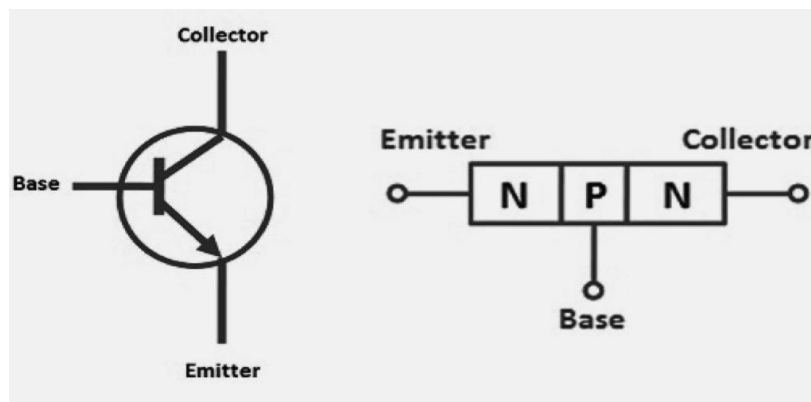 Collector
Base
Emitter
Emitter
Collector
N P N
Base